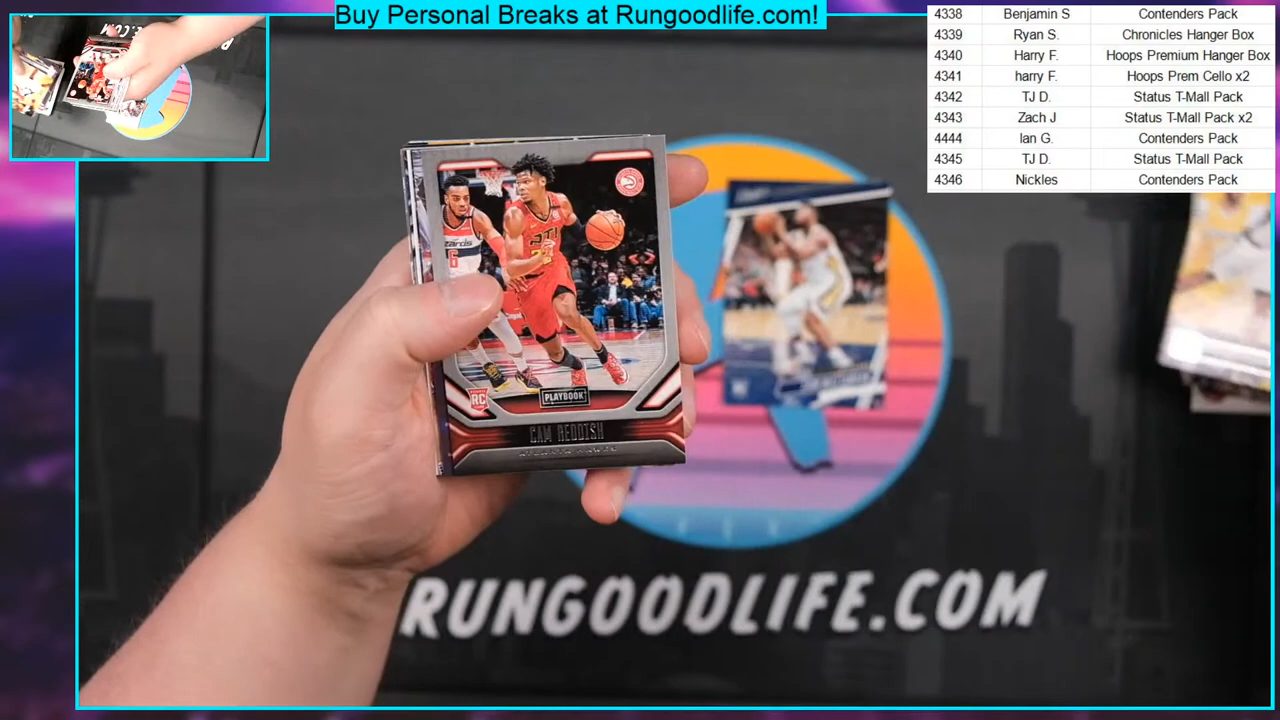 Buy Personal Breaks at Rungoodlife.com!
4338 Benjamin S Contenders Pack
4339 Ryan S. Chronicles Hanger Box
4340 Harry F. Hoops Premium Hanger Box
4341 harry F. Hoops Prem Cello x2
4342 TJ D. Status T-Mall Pack
4343 Zach J Status T-Mall Pack x2
4444 Ian G. Contenders Pack
4345 TJ D. Status T-Mall Pack
4346 Nickles Contenders Pack
RC
PLAYBOOK
CAM REDDISH
ATLANTA HAWKS
RUNGOODLIFE.COM